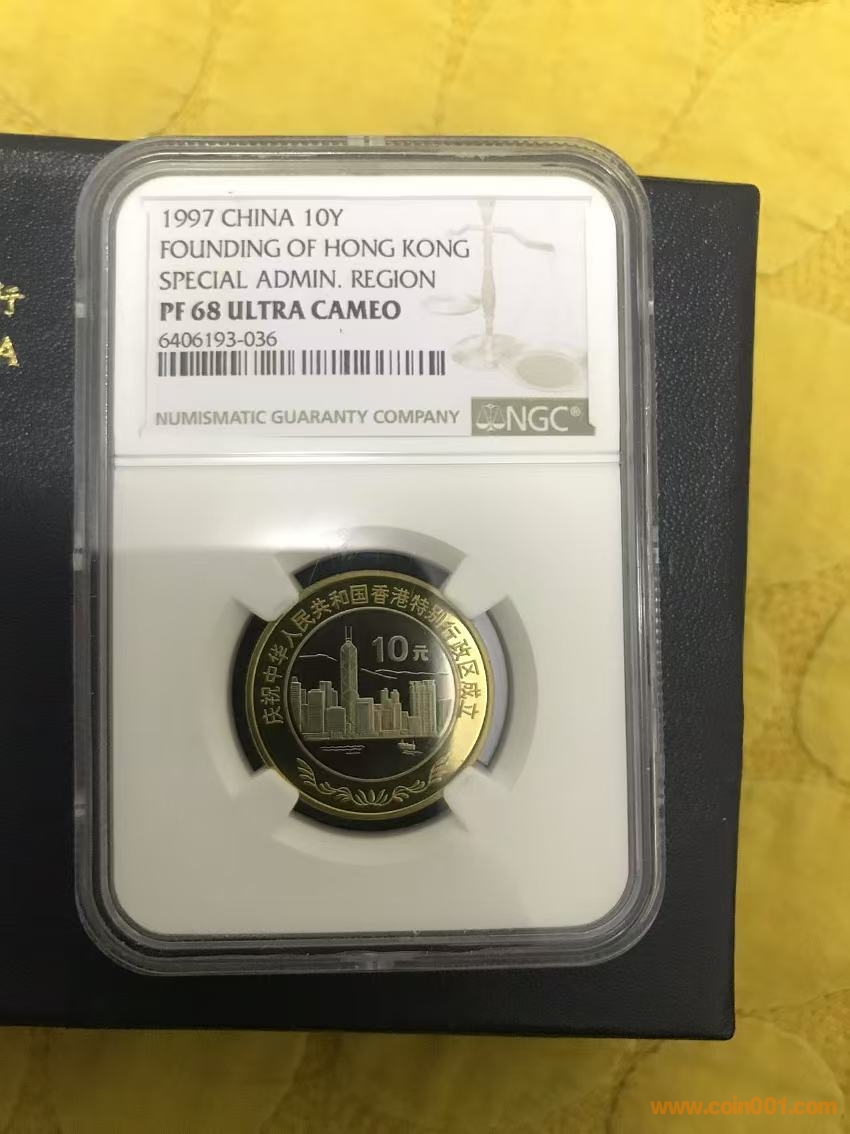 1997 CHINA 10Y
FOUNDING OF HONG KONG
SPECIAL ADMIN. REGION
PF 68 ULTRA CAMEO
6406193-036
NUMISMATIC GUARANTY COMPANY
NGC®
行
A
庆祝中华人民共和国香港特别行政区成立
10元
www.coin001.com